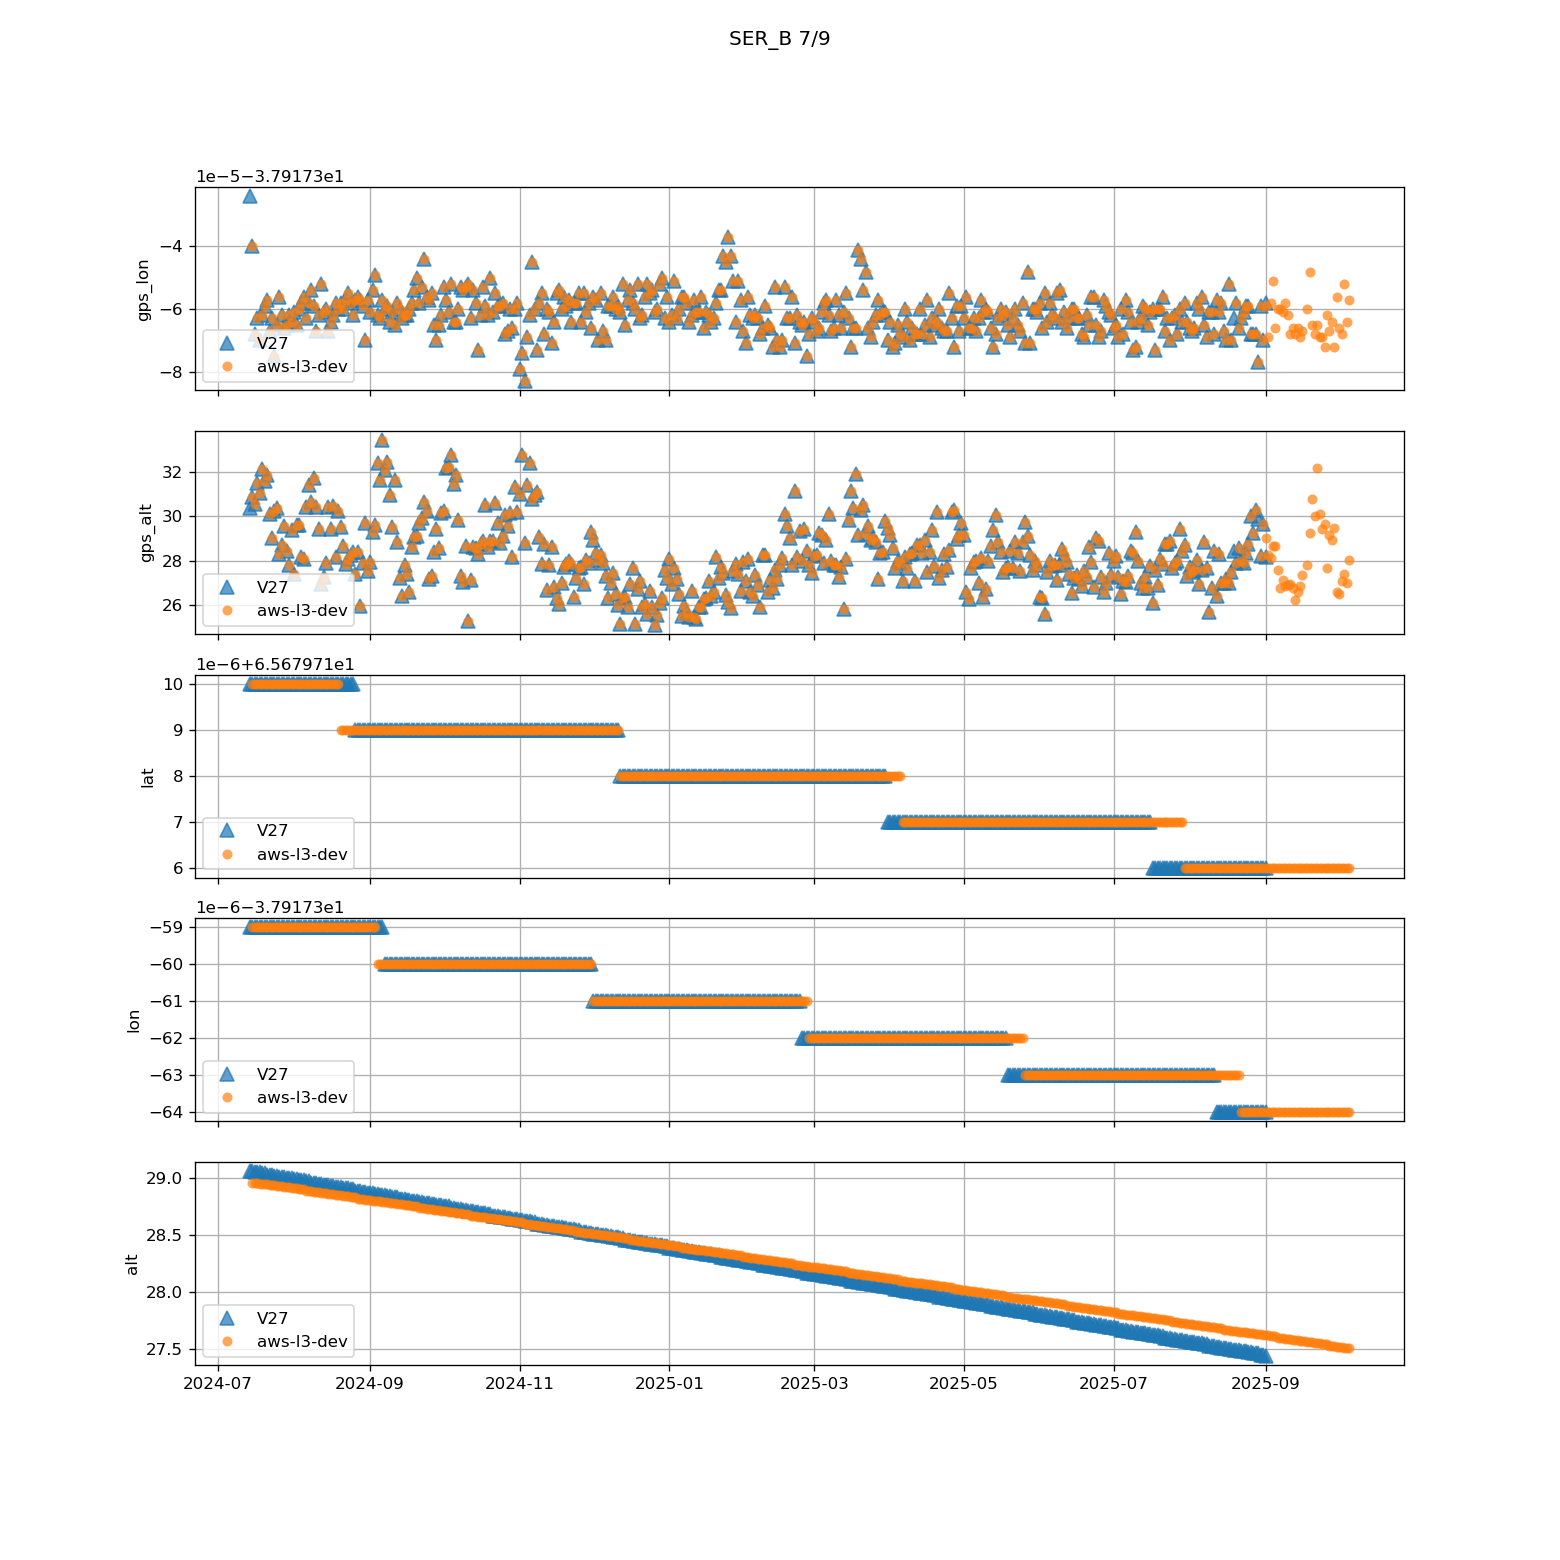 SER_B 7/9
1e−5−3.79173e1
gps_lon
−4
−6
−8
V27
aws-l3-dev
gps_alt
32
30
28
26
V27
aws-l3-dev
1e−6+6.567971e1
lat
10
9
8
7
6
V27
aws-l3-dev
1e−6−3.79173e1
lon
−59
−60
−61
−62
−63
−64
V27
aws-l3-dev
alt
29.0
28.5
28.0
27.5
V27
aws-l3-dev
2024-07 2024-09 2024-11 2025-01 2025-03 2025-05 2025-07 2025-09